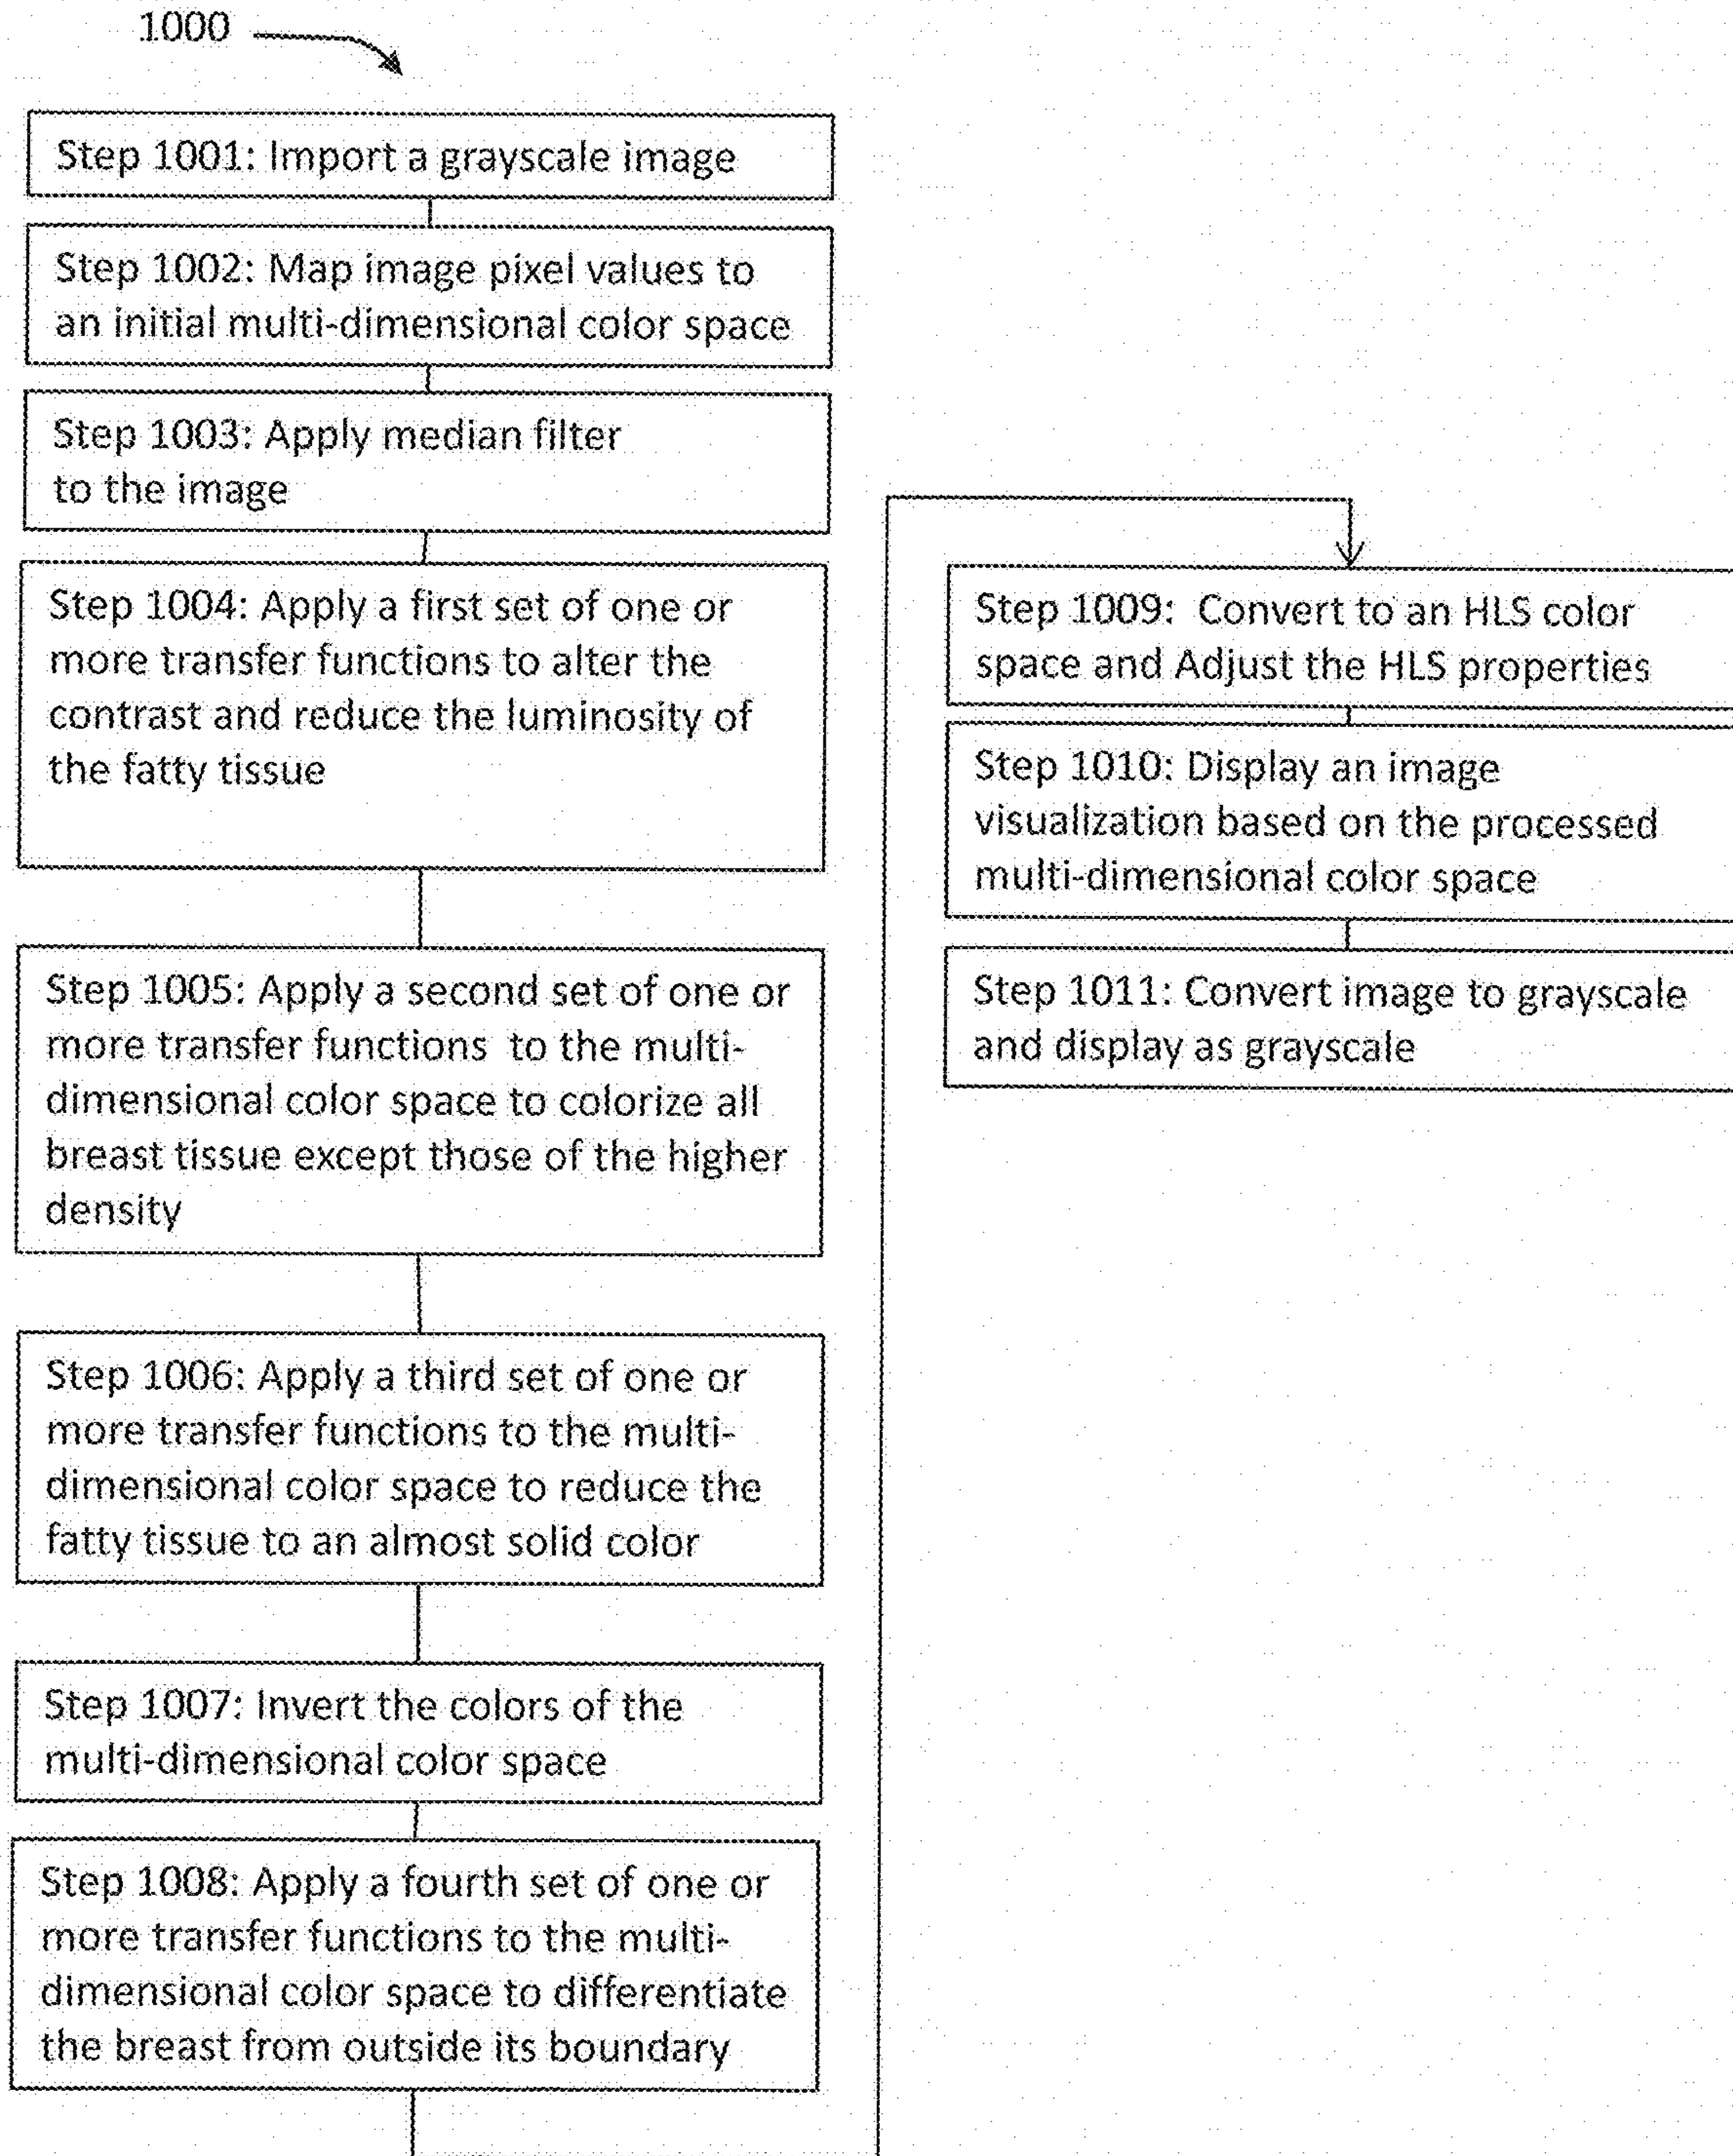 1000
Step 1001: Import a grayscale image
Step 1002: Map image pixel values to
an initial multi-dimensional color space
Step 1003: Apply median filter
to the image
Step 1004: Apply a first set of one or
more transfer functions to alter the
contrast and reduce the luminosity of
the fatty tissue
Step 1005: Apply a second set of one or
more transfer functions to the multi-
dimensional color space to colorize all
breast tissue except those of the higher
density
Step 1006: Apply a third set of one or
more transfer functions to the multi-
dimensional color space to reduce the
fatty tissue to an almost solid color
Step 1007: Invert the colors of the
multi-dimensional color space
Step 1008: Apply a fourth set of one or
more transfer functions to the multi-
dimensional color space to differentiate
the breast from outside its boundary
Step 1009: Convert to an HLS color
space and Adjust the HLS properties
Step 1010: Display an image
visualization based on the processed
multi-dimensional color space
Step 1011: Convert image to grayscale
and display as grayscale